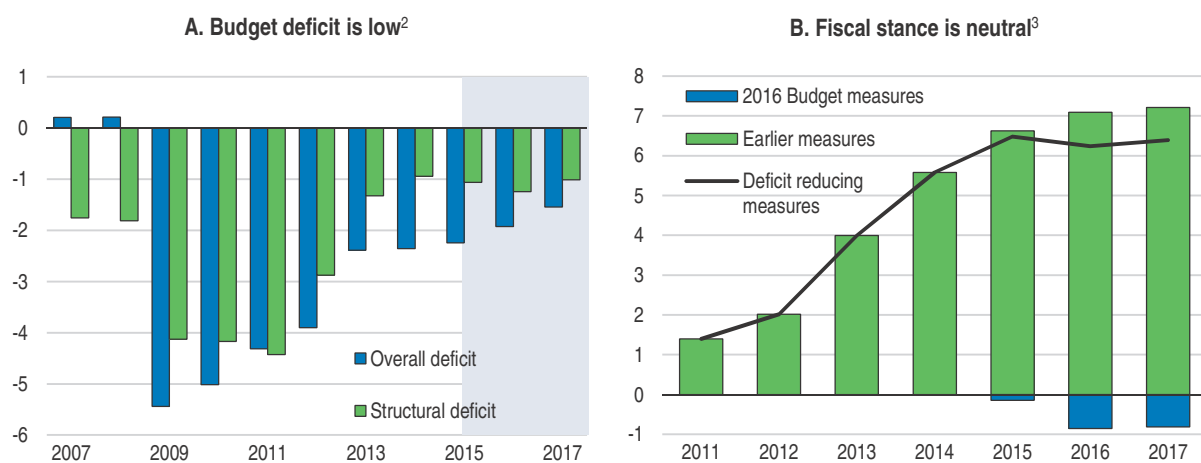 A. Budget deficit is low²
1
0
-1
-2
-3
-4
-5
-6
Overall deficit
Structural deficit
2007 2009 2011 2013 2015 2017
B. Fiscal stance is neutral³
8
7
6
5
4
3
2
1
0
-1
2016 Budget measures
Earlier measures
Deficit reducing
measures
2011 2012 2013 2014 2015 2016 2017